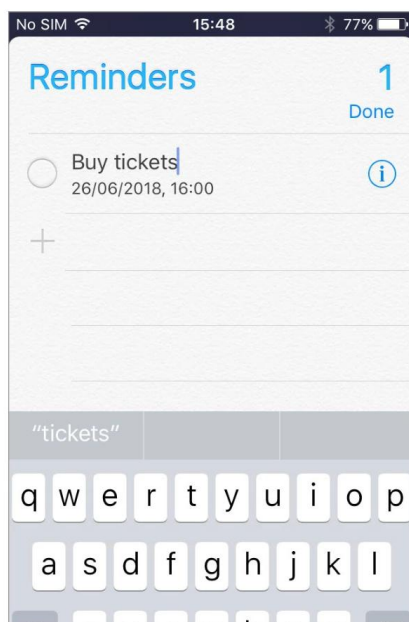 No SIM 15:48 77%
Reminders 1
Done
Buy tickets
26/06/2018, 16:00
"tickets"
q w e r t y u i o p
a s d f g h j k l